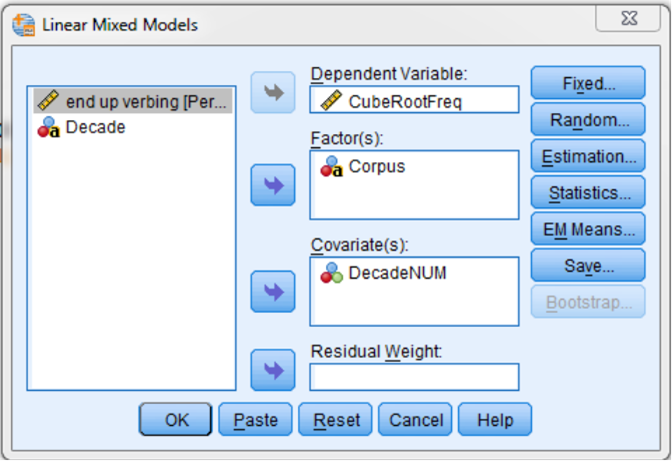 Linear Mixed Models
end up verbing [Per...
Decade
Dependent Variable:
CubeRootFreq
Factor(s):
Corpus
Covariate(s):
DecadeNUM
Residual Weight:
Fixed...
Random...
Estimation...
Statistics...
EM Means...
Save...
Bootstrap...
OK
Paste
Reset
Cancel
Help